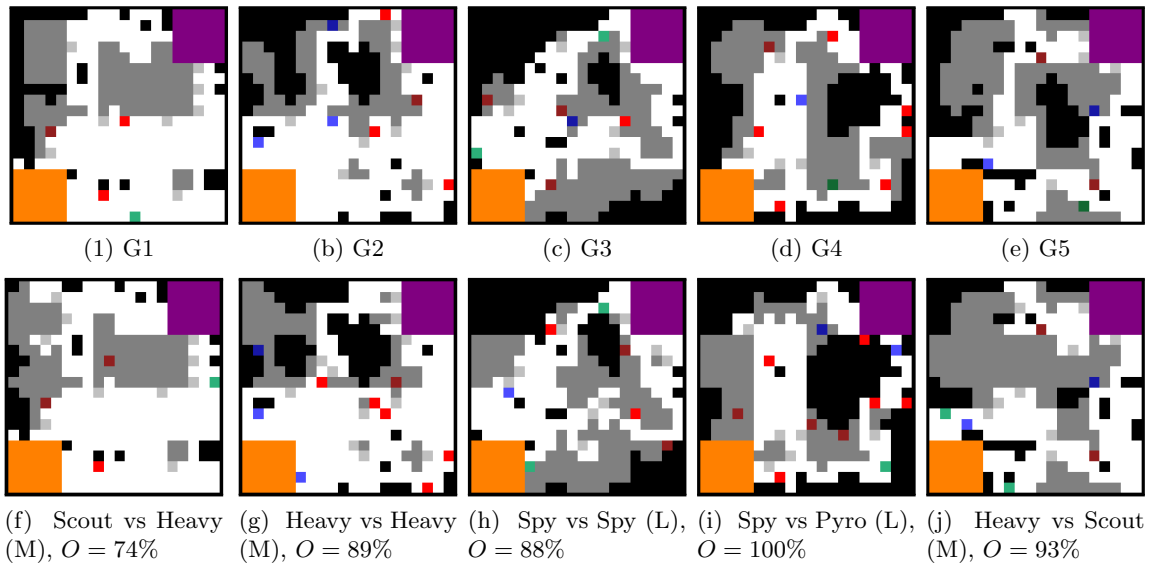 (1) G1
(b) G2
(c) G3
(d) G4
(e) G5
(f) Scout vs Heavy
(M), O = 74%
(g) Heavy vs Heavy
(M), O = 89%
(h) Spy vs Spy (L),
O = 88%
(i) Spy vs Pyro (L),
O = 100%
(j) Heavy vs Scout
(M), O = 93%